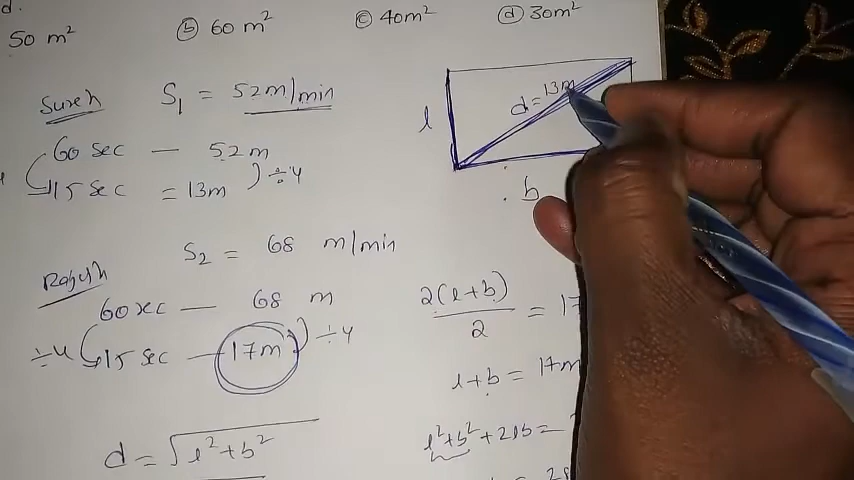 d.
50 m² ⓑ 60 m² ⓒ 40m² ⓓ 30m²
Suresh S₁ = 52m/min
60 sec — 52m
15 sec = 13m ) ÷4
l
d = 13m
b
S₂ = 68 m/min
Rajesh
60 sec — 68 m
÷4 15 sec — 17m ) ÷4
d = √l²+b²
2(l+b)/2 = 17
l+b = 17m
l²+b²+2lb =